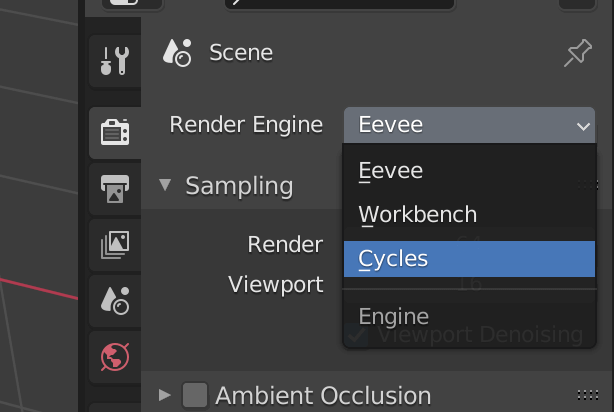 Scene
Render Engine
Eevee
Eevee
Workbench
Cycles
Engine
Sampling
Render
Viewport
16
Viewport Denoising
Ambient Occlusion